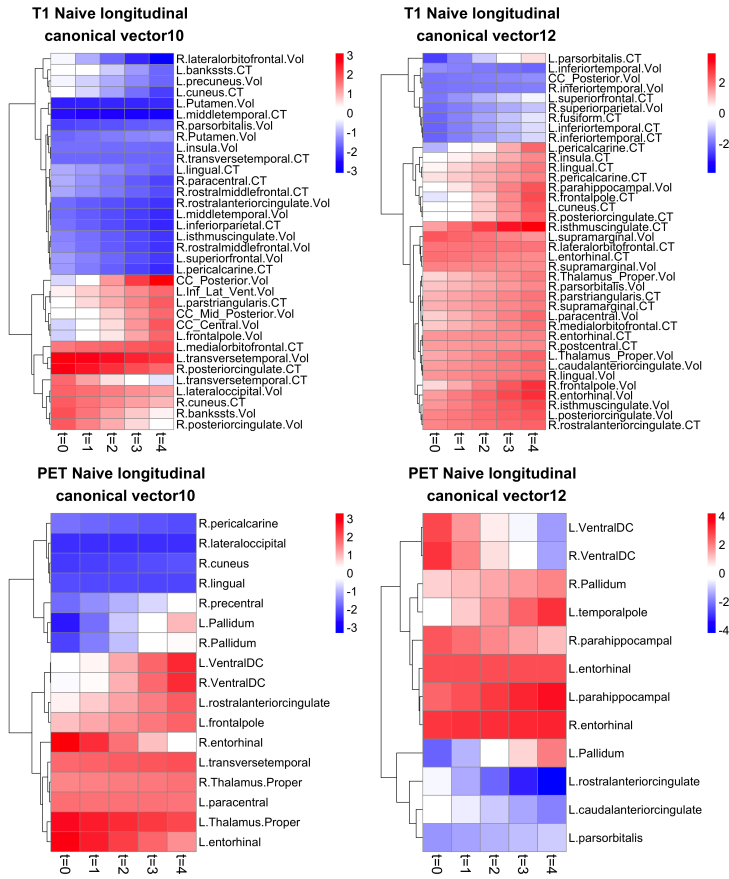 T1 Naive longitudinal
canonical vector10
3
2
1
0
-1
-2
-3
R.lateralorbitofrontal.Vol
L.bankssts.CT
L.precuneus.Vol
L.cuneus.CT
L.Putamen.Vol
L.middletemporal.CT
R.parsorbitalis.Vol
R.Putamen.Vol
L.insula.Vol
R.transversetemporal.CT
L.lingual.CT
R.paracentral.CT
R.rostralmiddlefrontal.CT
R.rostralanteriorcingulate.Vol
L.middletemporal.Vol
L.inferiorparietal.CT
L.isthmuscingulate.Vol
R.rostralmiddlefrontal.Vol
L.superiorfrontal.Vol
L.pericalcarine.CT
CC_Posterior.Vol
L.Inf_Lat_Vent.Vol
L.parstriangularis.CT
CC_Mid_Posterior.Vol
CC_Central.Vol
L.frontalpole.Vol
L.medialorbitofrontal.CT
L.transversetemporal.Vol
R.posteriorcingulate.CT
L.transversetemporal.CT
L.lateraloccipital.Vol
R.cuneus.CT
R.bankssts.Vol
R.posteriorcingulate.Vol
t=0
t=1
t=2
t=3
t=4
T1 Naive longitudinal
canonical vector12
2
0
-2
L.parsorbitalis.CT
L.inferiortemporal.Vol
CC_Posterior.Vol
R.inferiortemporal.Vol
L.superiorfrontal.CT
R.superiorparietal.Vol
R.fusiform.CT
L.inferiortemporal.CT
R.inferiortemporal.CT
L.pericalcarine.CT
R.insula.CT
R.lingual.CT
R.pericalcarine.CT
R.parahippocampal.Vol
R.frontalpole.CT
L.cuneus.CT
R.posteriorcingulate.CT
R.isthmuscingulate.CT
L.supramarginal.Vol
R.lateralorbitofrontal.CT
L.entorhinal.CT
R.supramarginal.Vol
R.Thalamus_Proper.Vol
R.parsorbitalis.Vol
R.parstriangularis.CT
R.supramarginal.CT
L.paracentral.Vol
R.medialorbitofrontal.CT
R.entorhinal.CT
R.postcentral.CT
L.Thalamus_Proper.Vol
L.caudalanteriorcingulate.Vol
R.lingual.Vol
R.frontalpole.Vol
R.entorhinal.Vol
R.isthmuscingulate.Vol
L.posteriorcingulate.Vol
R.rostralanteriorcingulate.CT
t=0
t=1
t=2
t=3
t=4
PET Naive longitudinal
canonical vector10
3
2
1
0
-1
-2
-3
R.pericalcarine
R.lateraloccipital
R.cuneus
R.lingual
R.precentral
L.Pallidum
R.Pallidum
L.VentralDC
R.VentralDC
L.rostralanteriorcingulate
L.frontalpole
R.entorhinal
L.transversetemporal
R.Thalamus.Proper
L.paracentral
L.Thalamus.Proper
L.entorhinal
t=0
t=1
t=2
t=3
t=4
PET Naive longitudinal
canonical vector12
4
2
0
-2
-4
L.VentralDC
R.VentralDC
R.Pallidum
L.temporalpole
R.parahippocampal
L.entorhinal
L.parahippocampal
R.entorhinal
L.Pallidum
L.rostralanteriorcingulate
L.caudalanteriorcingulate
L.parsorbitalis
t=0
t=1
t=2
t=3
t=4